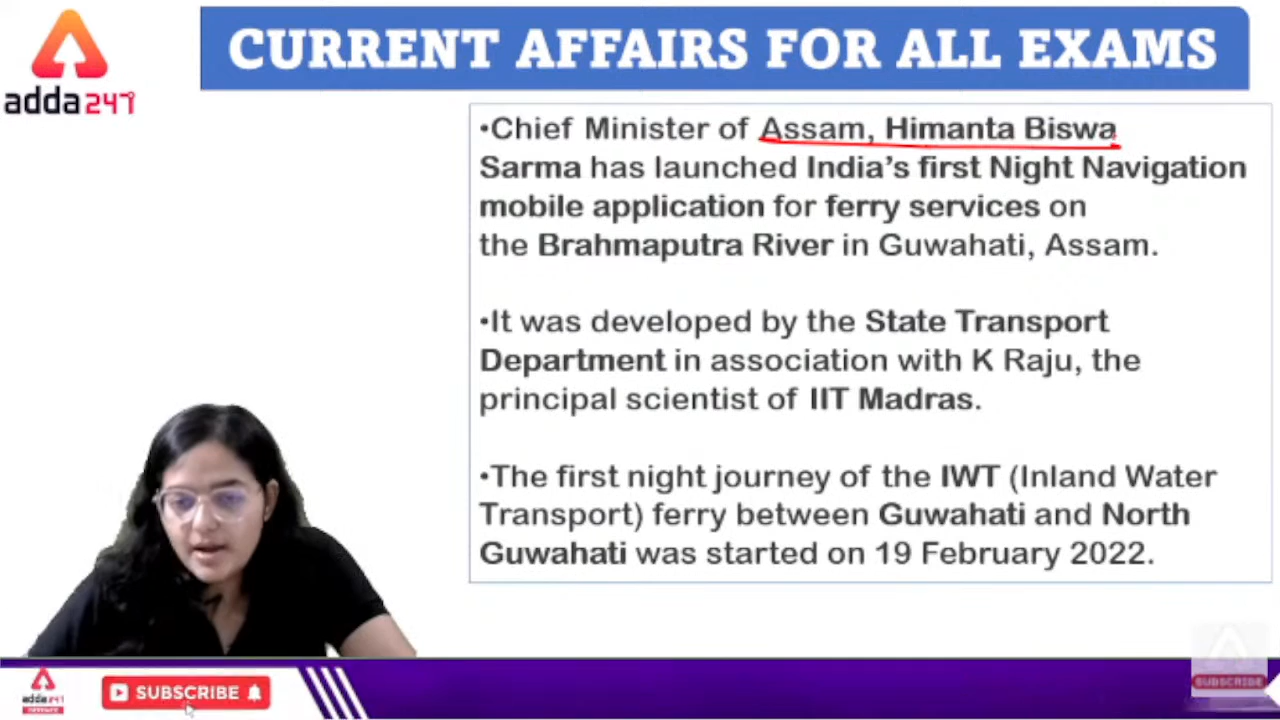 CURRENT AFFAIRS FOR ALL EXAMS
adda247
•Chief Minister of Assam, Himanta Biswa
Sarma has launched India's first Night Navigation
mobile application for ferry services on
the Brahmaputra River in Guwahati, Assam.
•It was developed by the State Transport
Department in association with K Raju, the
principal scientist of IIT Madras.
•The first night journey of the IWT (Inland Water
Transport) ferry between Guwahati and North
Guwahati was started on 19 February 2022.
adda247
SUBSCRIBE
SUBSCRIBE